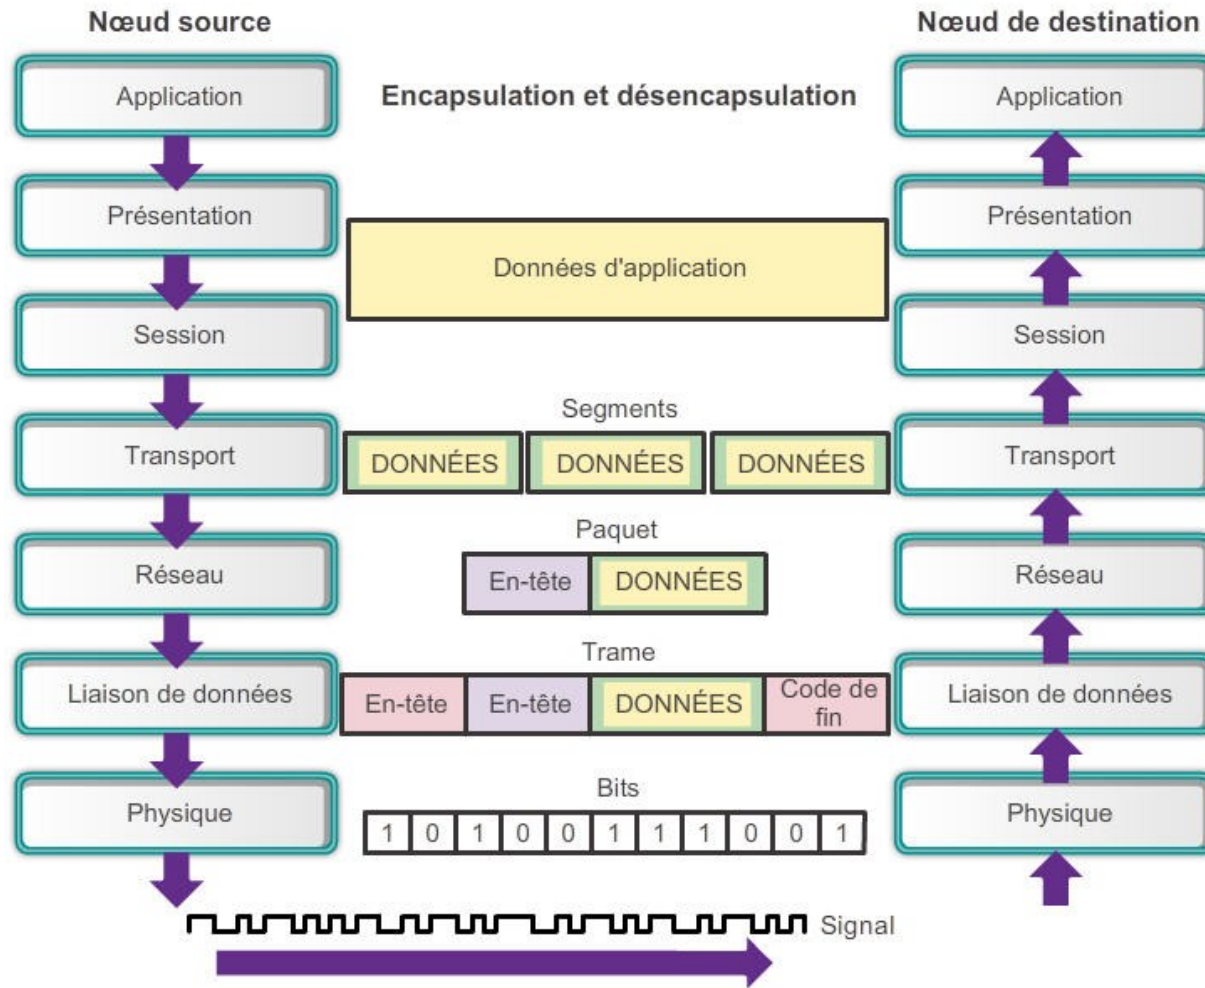 Nœud source
Nœud de destination
Application
Encapsulation et désencapsulation
Application
Présentation
Données d'application
Présentation
Session
Session
Segments
Transport
DONNÉES
DONNÉES
DONNÉES
Transport
Paquet
Réseau
En-tête
DONNÉES
Réseau
Trame
Liaison de données
En-tête
En-tête
DONNÉES
Code de
fin
Liaison de données
Bits
Physique
1 0 1 0 0 1 1 1 0 0 1
Physique
Signal